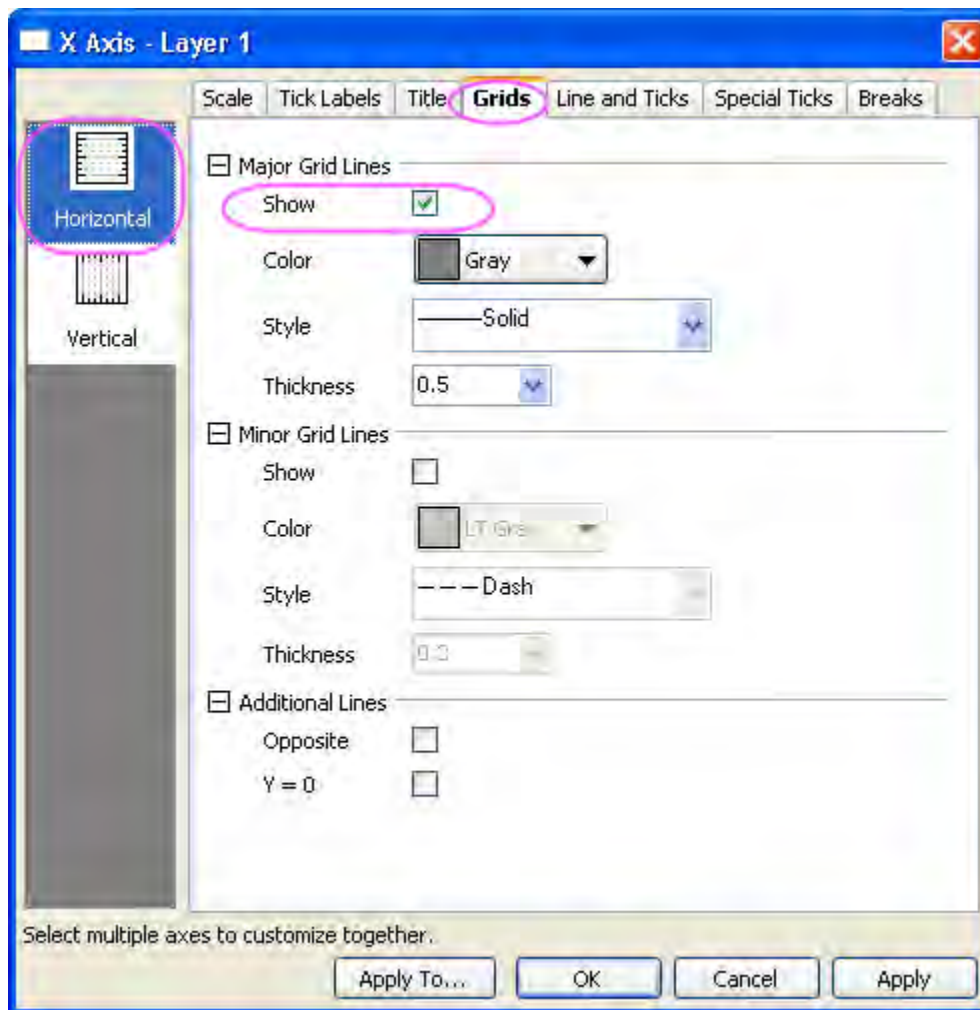 X Axis - Layer 1
Scale Tick Labels Title Grids Line and Ticks Special Ticks Breaks
Horizontal
Vertical
Major Grid Lines
Show
Color Gray
Style Solid
Thickness 0.5
Minor Grid Lines
Show
Color LT Gra
Style Dash
Thickness
Additional Lines
Opposite
Y = 0
Select multiple axes to customize together.
Apply To... OK Cancel Apply